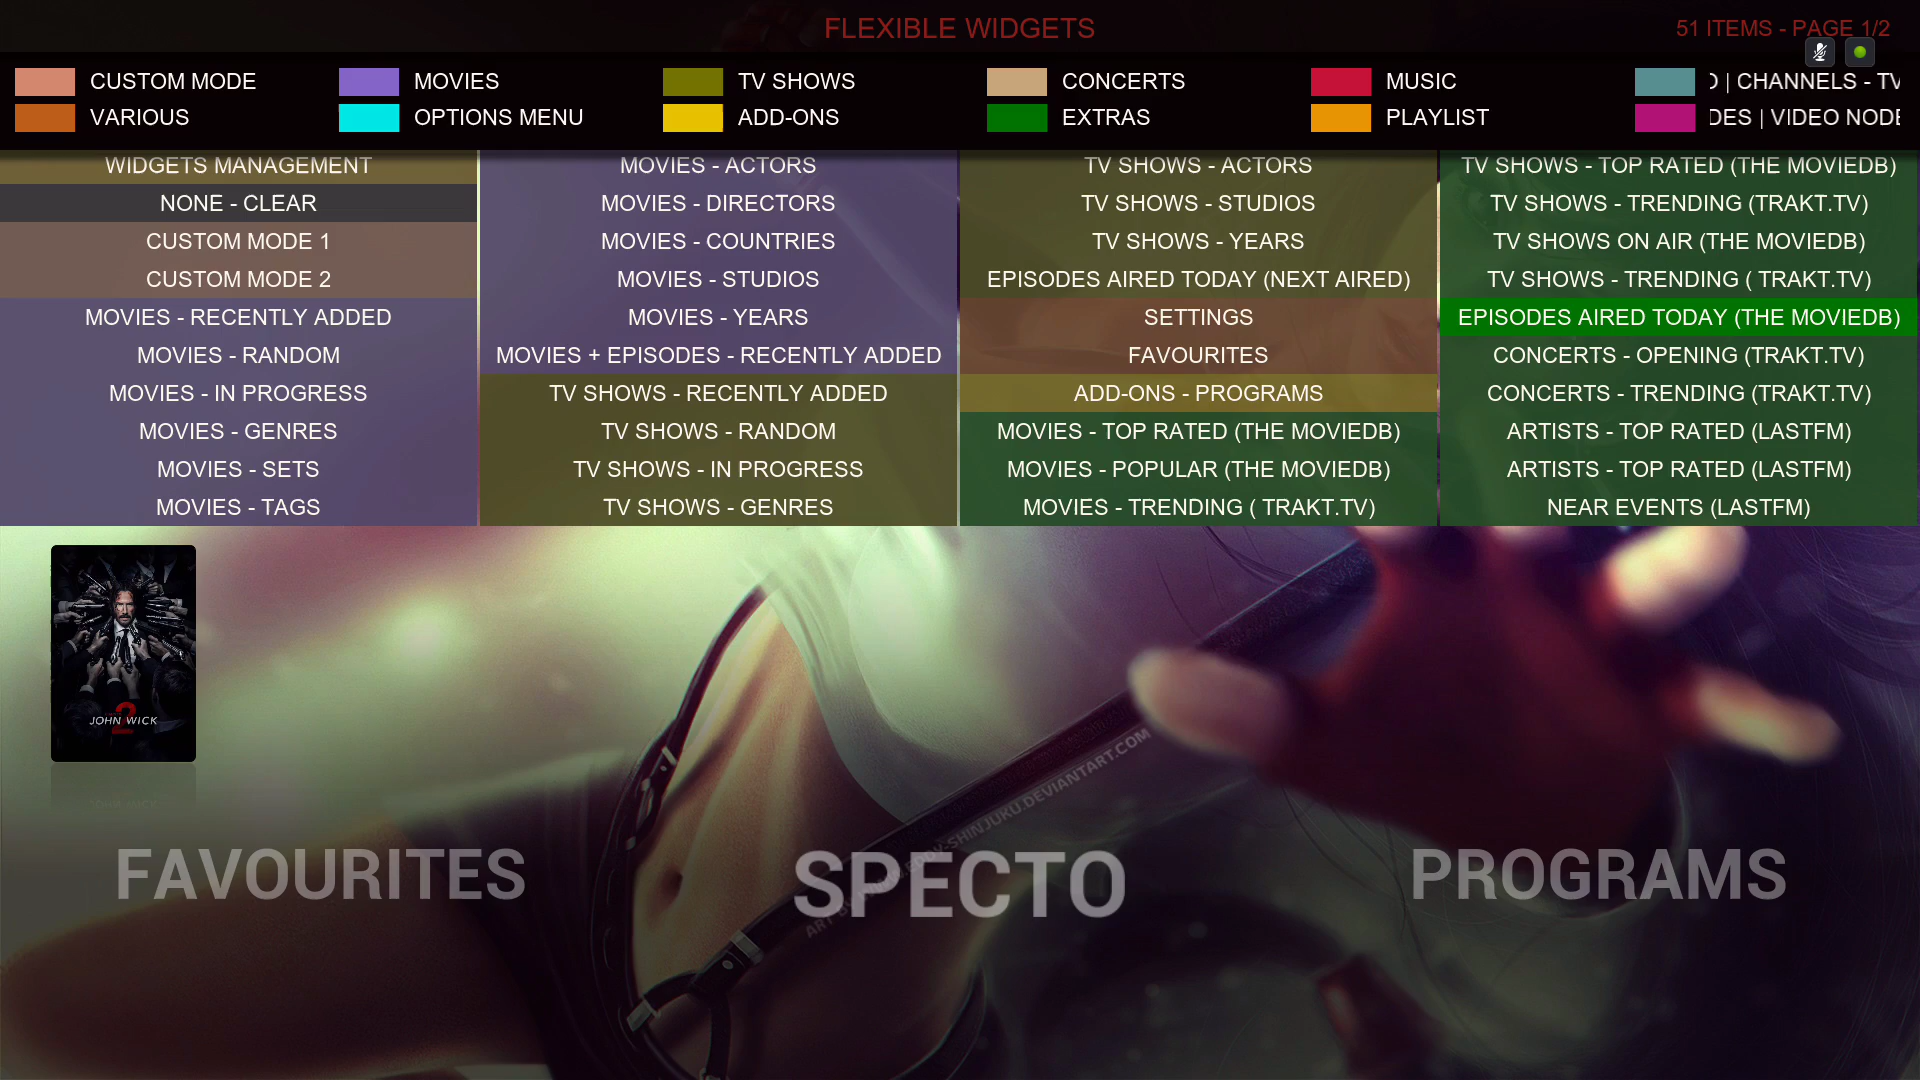 FLEXIBLE WIDGETS
51 ITEMS - PAGE 1/2
CUSTOM MODE
MOVIES
TV SHOWS
CONCERTS
MUSIC
| CHANNELS - TV
VARIOUS
OPTIONS MENU
ADD-ONS
EXTRAS
PLAYLIST
DES | VIDEO NODE
WIDGETS MANAGEMENT
NONE - CLEAR
CUSTOM MODE 1
CUSTOM MODE 2
MOVIES - RECENTLY ADDED
MOVIES - RANDOM
MOVIES - IN PROGRESS
MOVIES - GENRES
MOVIES - SETS
MOVIES - TAGS
MOVIES - ACTORS
MOVIES - DIRECTORS
MOVIES - COUNTRIES
MOVIES - STUDIOS
MOVIES - YEARS
MOVIES + EPISODES - RECENTLY ADDED
TV SHOWS - RECENTLY ADDED
TV SHOWS - RANDOM
TV SHOWS - IN PROGRESS
TV SHOWS - GENRES
TV SHOWS - ACTORS
TV SHOWS - STUDIOS
TV SHOWS - YEARS
EPISODES AIRED TODAY (NEXT AIRED)
SETTINGS
FAVOURITES
ADD-ONS - PROGRAMS
MOVIES - TOP RATED (THE MOVIEDB)
MOVIES - POPULAR (THE MOVIEDB)
MOVIES - TRENDING ( TRAKT.TV)
TV SHOWS - TOP RATED (THE MOVIEDB)
TV SHOWS - TRENDING (TRAKT.TV)
TV SHOWS ON AIR (THE MOVIEDB)
TV SHOWS - TRENDING ( TRAKT.TV)
EPISODES AIRED TODAY (THE MOVIEDB)
CONCERTS - OPENING (TRAKT.TV)
CONCERTS - TRENDING (TRAKT.TV)
ARTISTS - TOP RATED (LASTFM)
ARTISTS - TOP RATED (LASTFM)
NEAR EVENTS (LASTFM)
JOHN WICK
2
FAVOURITES
SPECTO
PROGRAMS